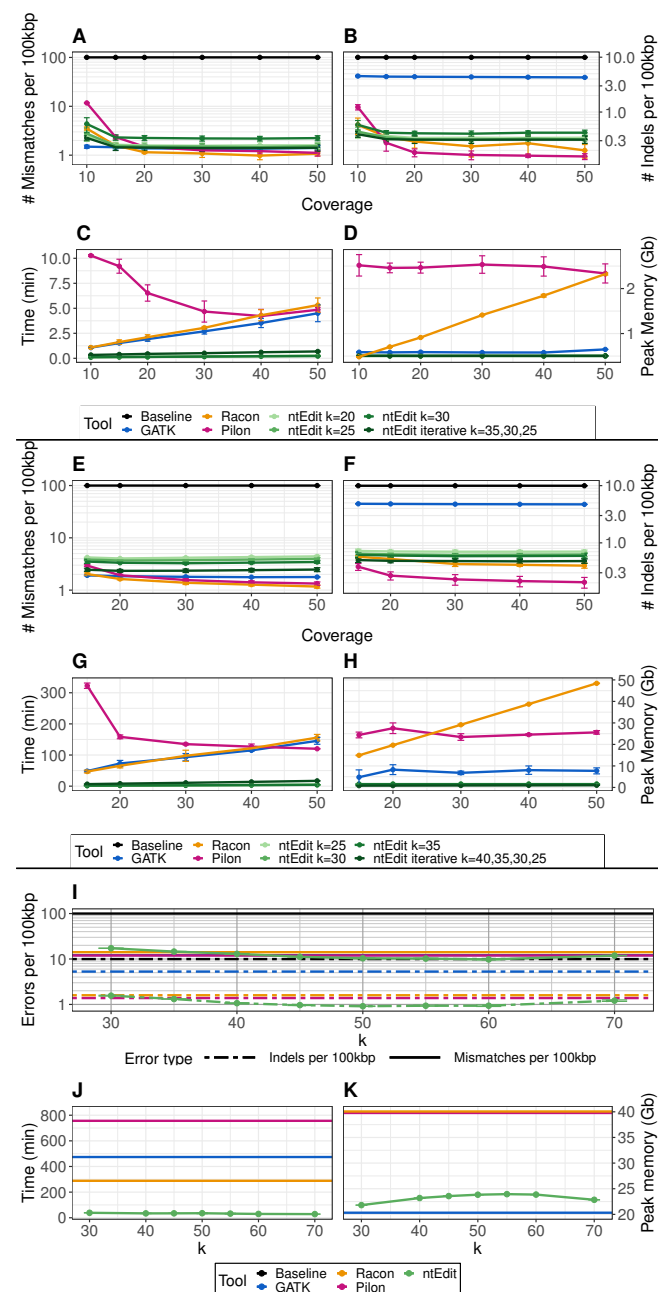 A
B
# Mismatches per 100kbp
100
10
1
10 20 30 40 50
10 20 30 40 50
10.0
3.0
1.0
0.3
# Indels per 100kbp
Coverage
C
D
Time (min)
10.0
7.5
5.0
2.5
0.0
10 20 30 40 50
10 20 30 40 50
2
1
Peak Memory (Gb)
Tool Baseline Racon ntEdit k=20 ntEdit k=30
GATK Pilon ntEdit k=25 ntEdit iterative k=35,30,25
E
F
# Mismatches per 100kbp
100
10
1
20 30 40 50
20 30 40 50
10.0
3.0
1.0
0.3
# Indels per 100kbp
Coverage
G
H
Time (min)
300
200
100
0
20 30 40 50
20 30 40 50
50
40
30
20
10
0
Peak Memory (Gb)
Tool Baseline Racon ntEdit k=25 ntEdit k=35
GATK Pilon ntEdit k=30 ntEdit iterative k=40,35,30,25
I
Errors per 100kbp
100
10
1
30 40 50 60 70
k
Error type Indels per 100kbp Mismatches per 100kbp
J
K
Time (min)
800
600
400
200
0
30 40 50 60 70
30 40 50 60 70
k
k
40
35
30
25
20
Peak memory (Gb)
Tool Baseline Racon ntEdit
GATK Pilon